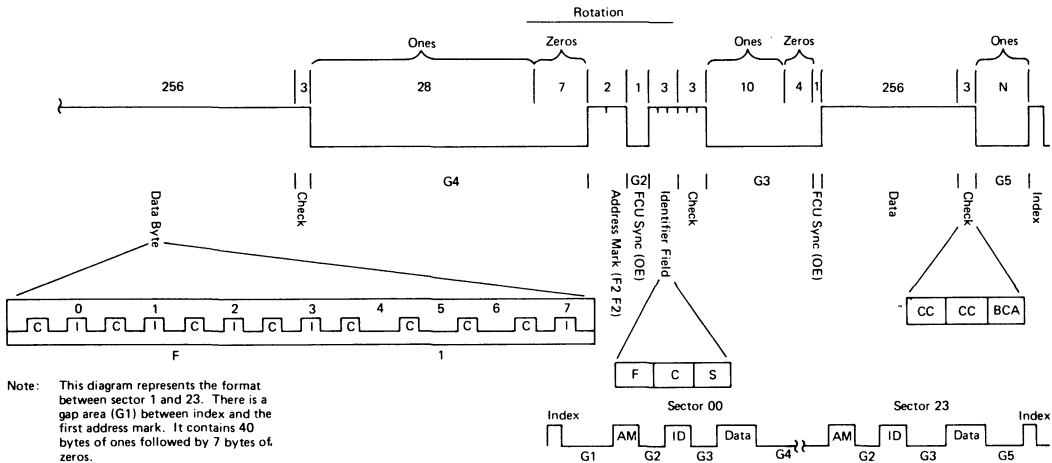 Rotation
Ones Zeros Ones Zeros Ones
256 3 28 7 2 1 3 3 10 4 1 256 3 N
G4 G2 G3 G5
Data Byte
Check
Address Mark (F2 F2)
FCU Sync (OE)
Identifier Field
Check
FCU Sync (OE)
Data
Check
Index
0 1 2 3 4 5 6 7
C I C I C I C I C C C C I
F 1
CC CC BCA
F C S
Note: This diagram represents the format
between sector 1 and 23. There is a
gap area (G1) between index and the
first address mark. It contains 40
bytes of ones followed by 7 bytes of
zeros.
Sector 00 Sector 23
Index AM ID Data AM ID Data Index
G1 G2 G3 G4 G2 G3 G5